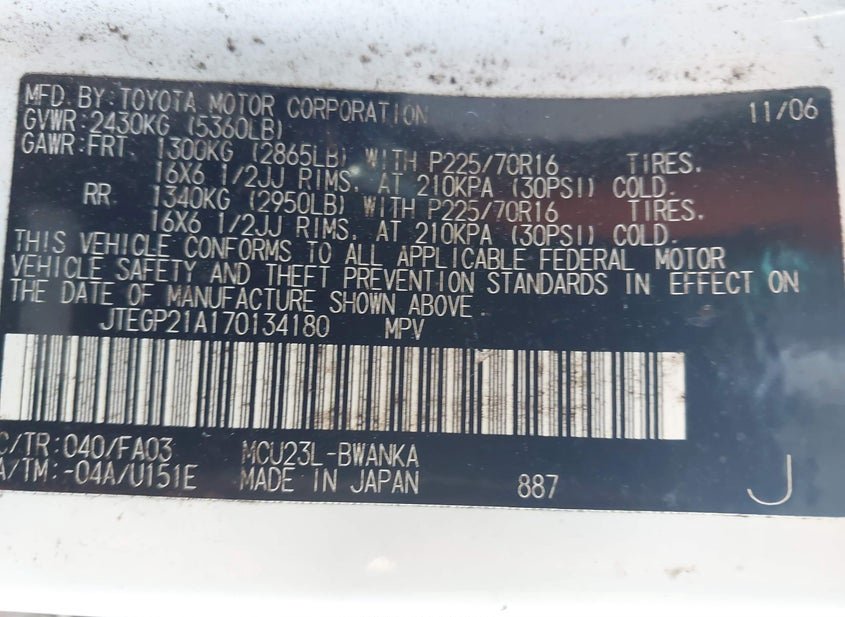 MFD. BY: TOYOTA MOTOR CORPORATION 11/06
GVWR: 2430KG (5360LB)
GAWR: FRT. 1300KG (2865LB) WITH P225/70R16 TIRES.
16X6 1/2JJ RIMS, AT 210KPA (30PSI) COLD.
RR 1340KG (2950LB) WITH P225/70R16 TIRES.
16X6 1/2JJ RIMS, AT 210KPA (30PSI) COLD.
THIS VEHICLE CONFORMS TO ALL APPLICABLE FEDERAL MOTOR
VEHICLE SAFETY AND THEFT PREVENTION STANDARDS IN EFFECT ON
THE DATE OF MANUFACTURE SHOWN ABOVE.
JTEGP21A170134180 MPV
C/TR: 040/FA03 MCU23L-BWANKA
A/TM: -04A/U151E MADE IN JAPAN 887 J